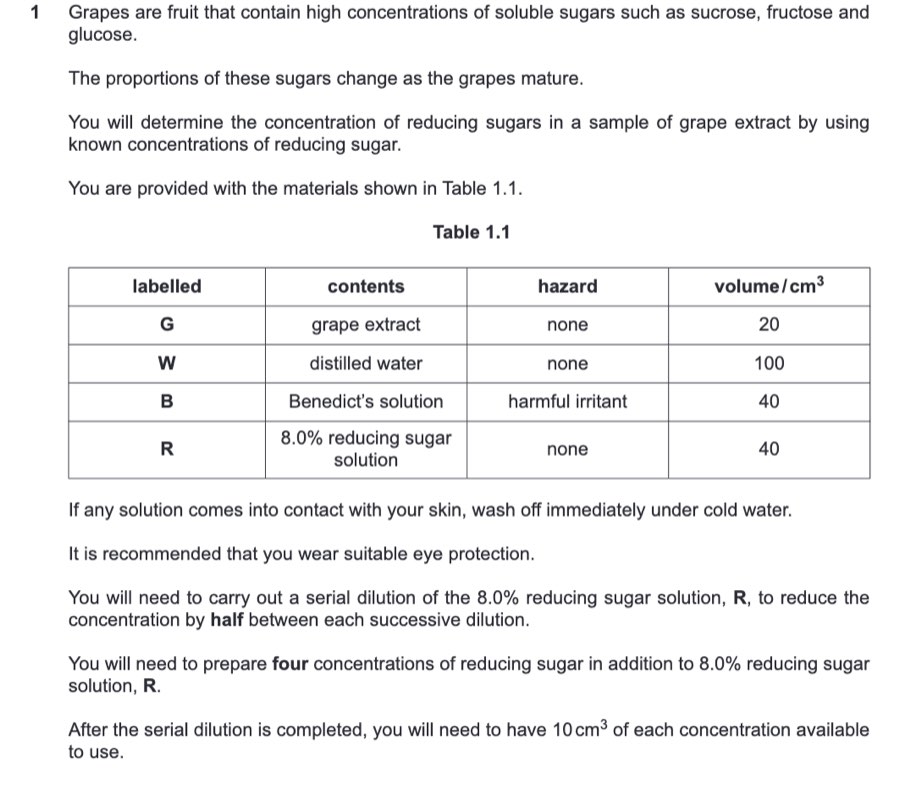 1 Grapes are fruit that contain high concentrations of soluble sugars such as sucrose, fructose and
glucose.
The proportions of these sugars change as the grapes mature.
You will determine the concentration of reducing sugars in a sample of grape extract by using
known concentrations of reducing sugar.
You are provided with the materials shown in Table 1.1.
Table 1.1
labelled contents hazard volume/cm³
G grape extract none 20
W distilled water none 100
B Benedict's solution harmful irritant 40
R 8.0% reducing sugar solution none 40
If any solution comes into contact with your skin, wash off immediately under cold water.
It is recommended that you wear suitable eye protection.
You will need to carry out a serial dilution of the 8.0% reducing sugar solution, R, to reduce the
concentration by half between each successive dilution.
You will need to prepare four concentrations of reducing sugar in addition to 8.0% reducing sugar
solution, R.
After the serial dilution is completed, you will need to have 10 cm³ of each concentration available
to use.